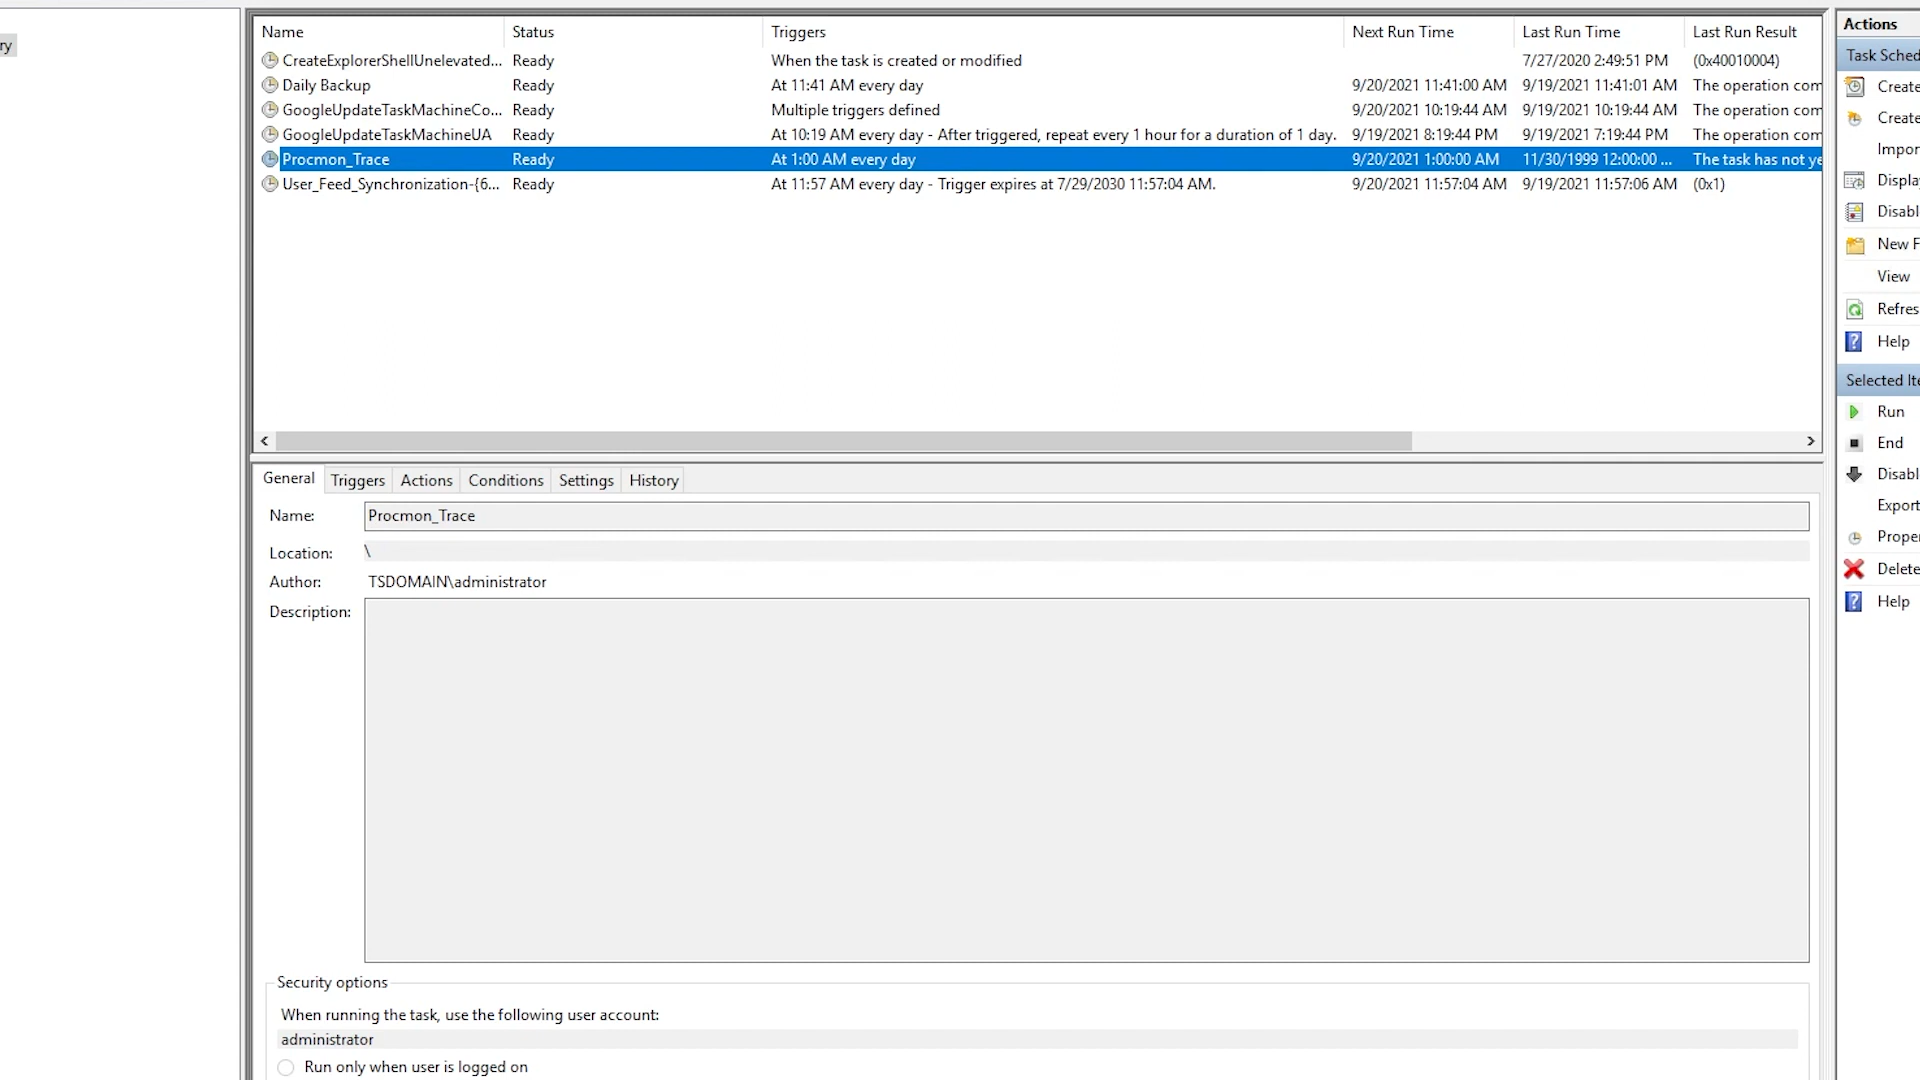 ry
Name Status Triggers Next Run Time Last Run Time Last Run Result
CreateExplorerShellUnelevated... Ready When the task is created or modified 7/27/2020 2:49:51 PM (0x40010004)
Daily Backup Ready At 11:41 AM every day 9/20/2021 11:41:00 AM 9/19/2021 11:41:01 AM The operation com
GoogleUpdateTaskMachineCo... Ready Multiple triggers defined 9/20/2021 10:19:44 AM 9/19/2021 10:19:44 AM The operation com
GoogleUpdateTaskMachineUA Ready At 10:19 AM every day - After triggered, repeat every 1 hour for a duration of 1 day. 9/19/2021 8:19:44 PM 9/19/2021 7:19:44 PM The operation com
Procmon_Trace Ready At 1:00 AM every day 9/20/2021 1:00:00 AM 11/30/1999 12:00:00 ... The task has not ye
User_Feed_Synchronization-{6... Ready At 11:57 AM every day - Trigger expires at 7/29/2030 11:57:04 AM. 9/20/2021 11:57:04 AM 9/19/2021 11:57:06 AM (0x1)
General Triggers Actions Conditions Settings History
Name: Procmon_Trace
Location: \
Author: TSDOMAIN\administrator
Description:
Security options
When running the task, use the following user account:
administrator
Run only when user is logged on
Actions
Task Sched
Create
Create
Impor
Displa
Disabl
New F
View
Refres
Help
Selected Ite
Run
End
Disabl
Export
Proper
Delete
Help